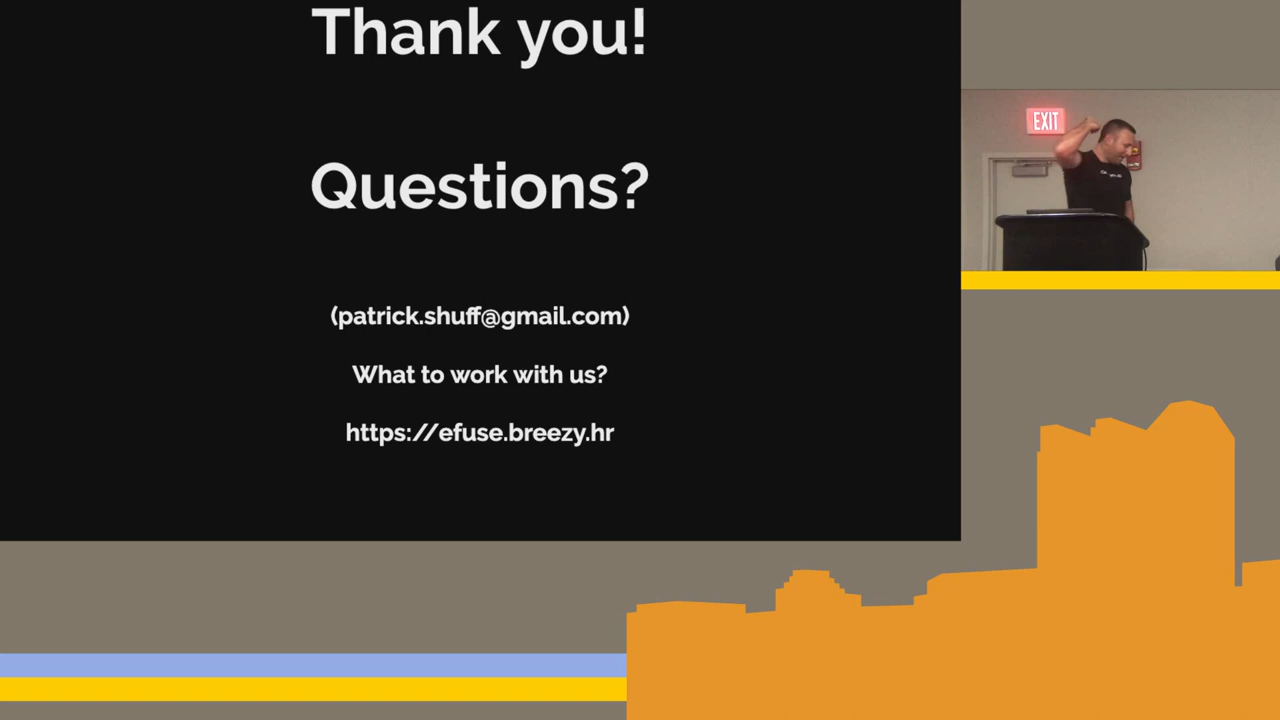 Thank you!
Questions?
(patrick.shuff@gmail.com)
What to work with us?
https://efuse.breezy.hr
EXIT